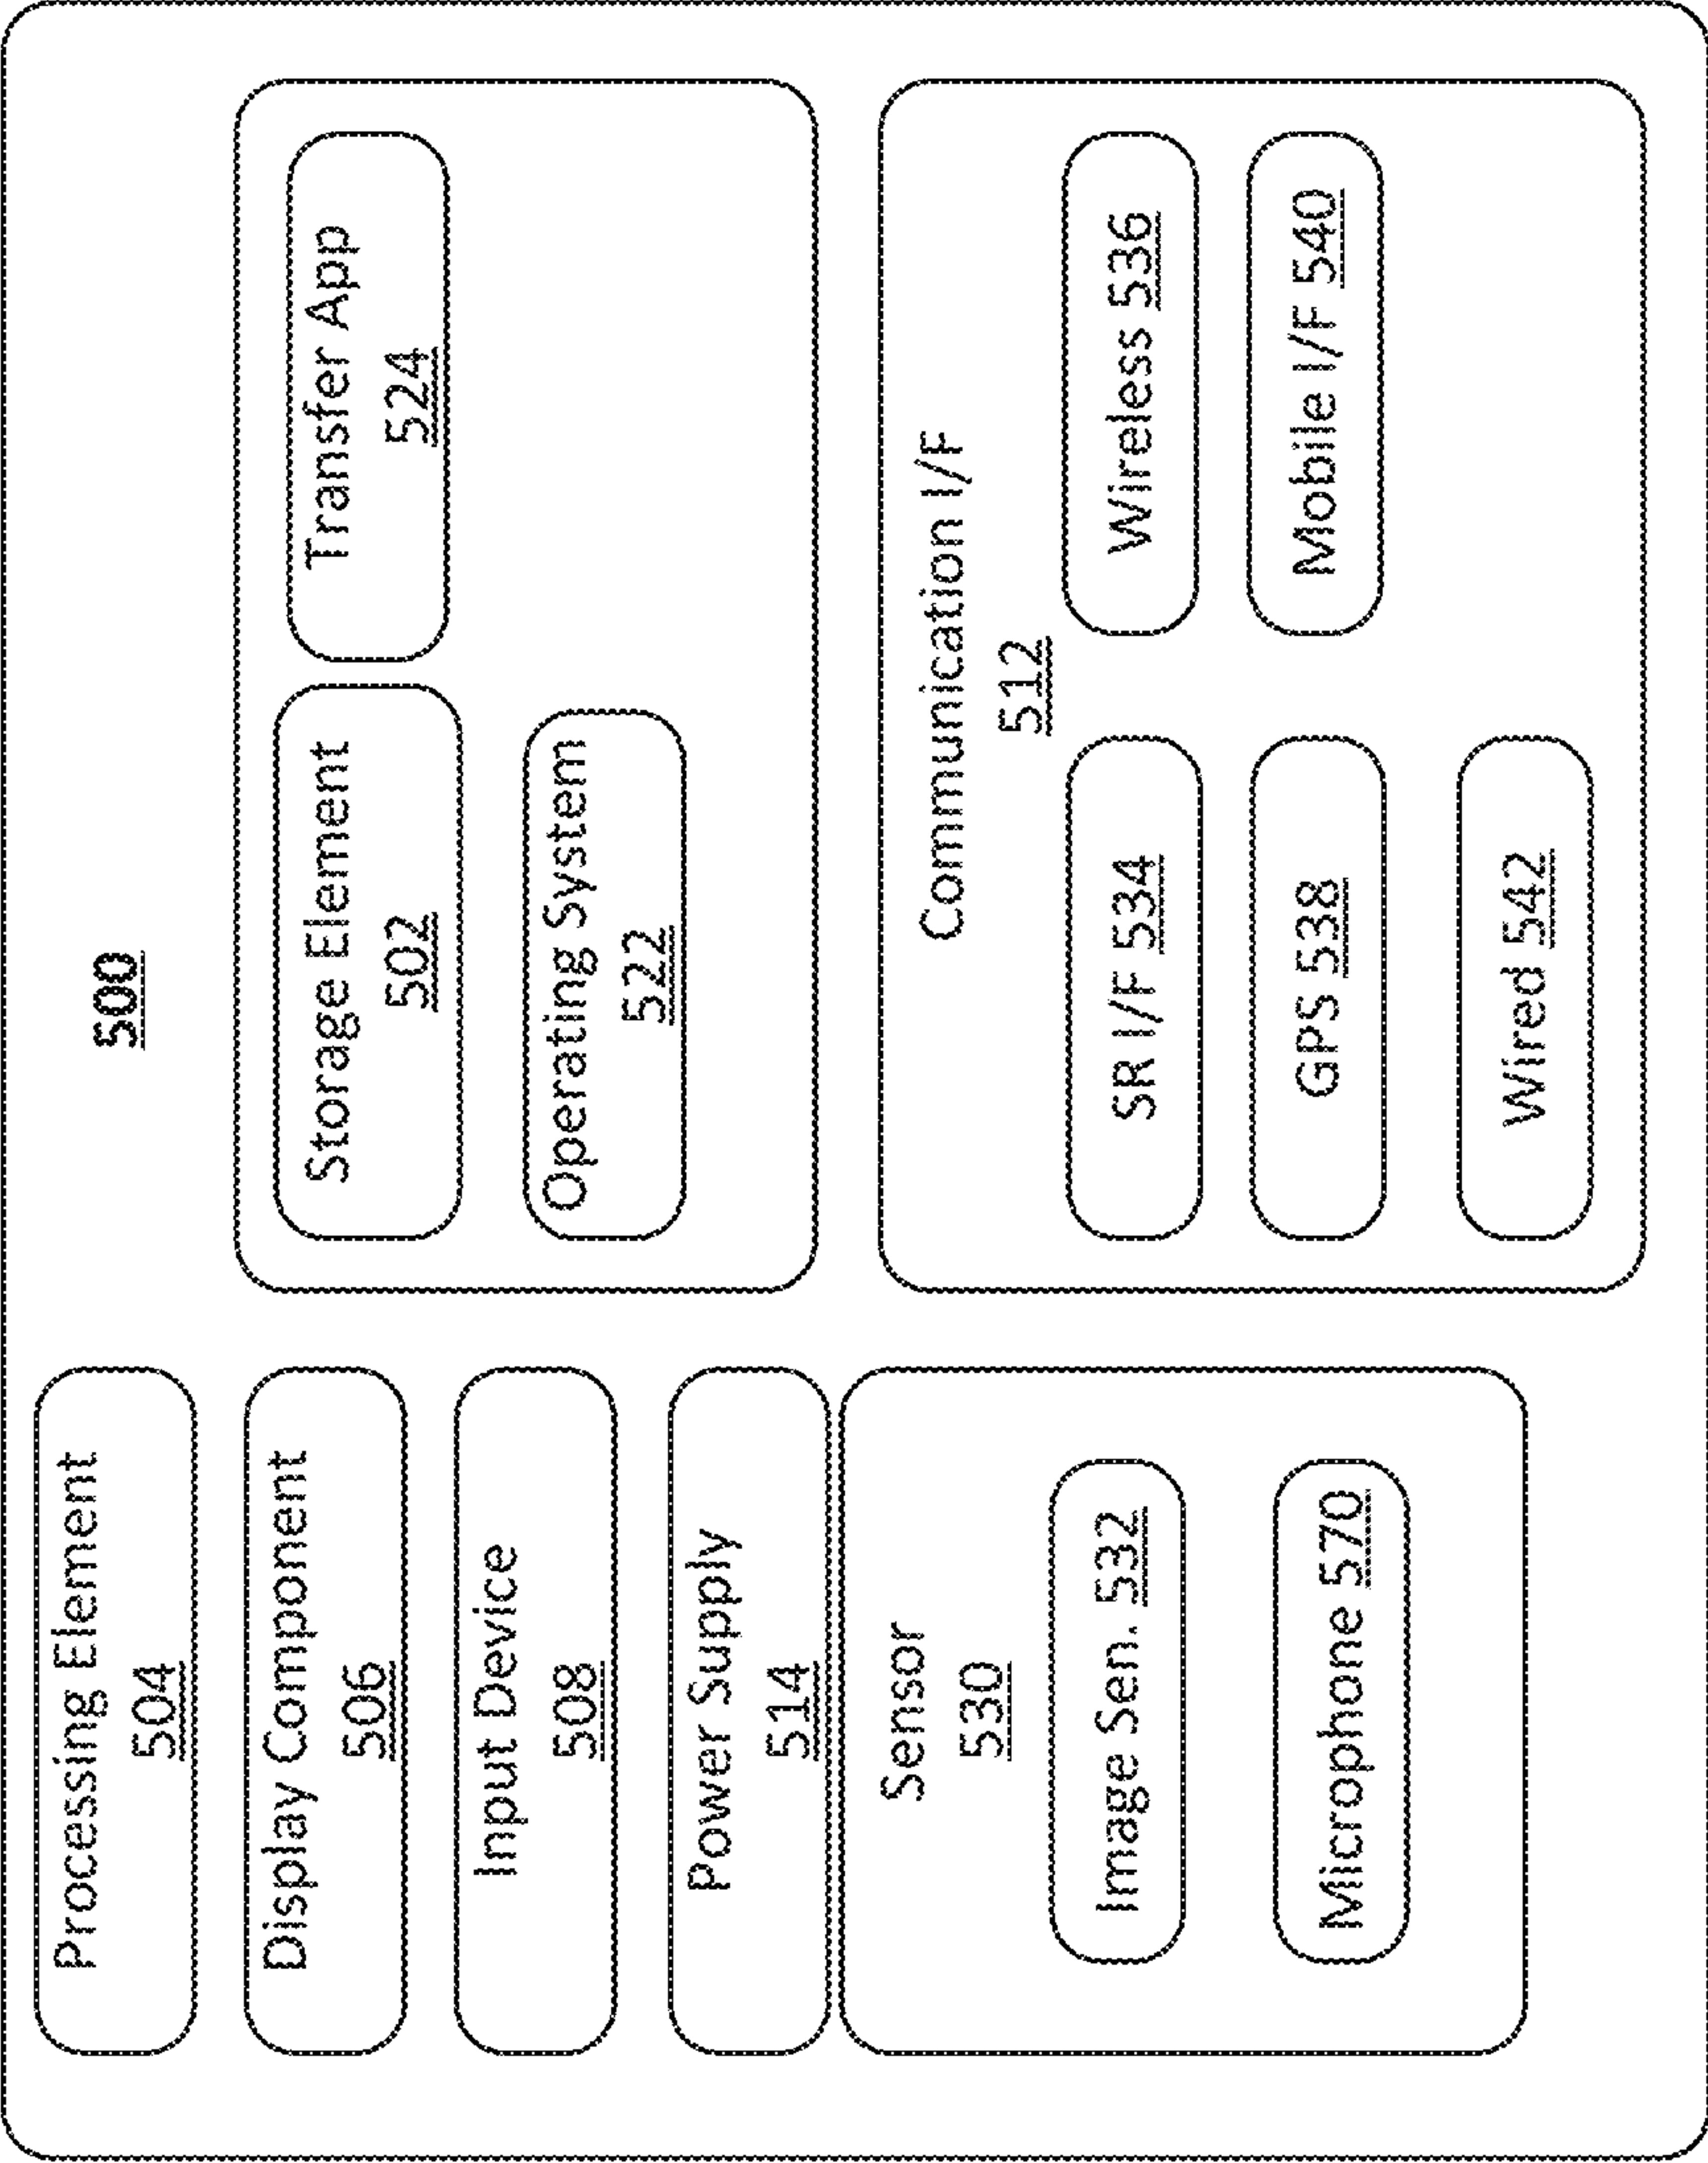 500
Processing Element
504
Display Component
506
Input Device
508
Power Supply
514
Sensor
530
Image Sen. 532
Microphone 570
Storage Element
502
Transfer App
524
Operating System
522
Communication I/F
512
SR I/F 534
Wireless 536
GPS 538
Mobile I/F 540
Wired 542